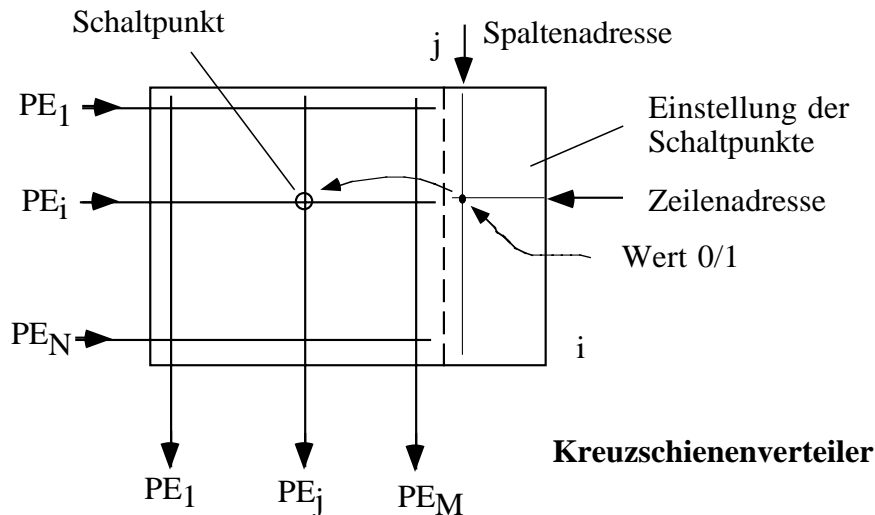 Schaltpunkt
j
Spaltenadresse
PE1
Einstellung der
Schaltpunkte
PEi
Zeilenadresse
Wert 0/1
PEN
i
Kreuzschienenverteiler
PE1
PEj
PEM